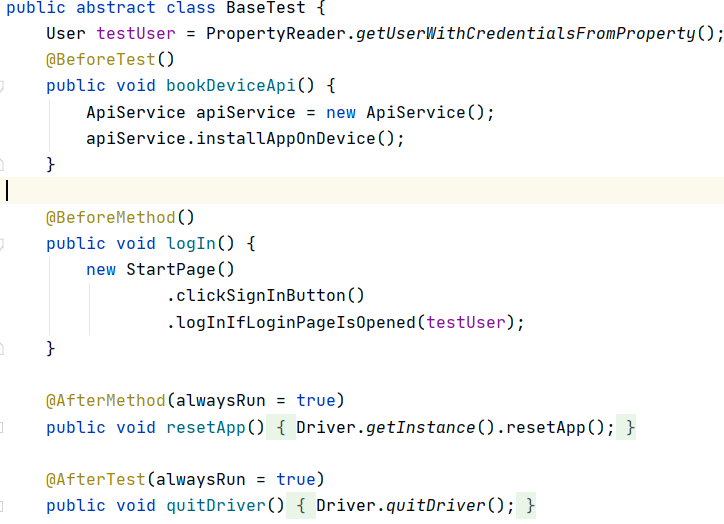 public abstract class BaseTest {
    User testUser = PropertyReader.getUserWithCredentialsFromProperty();
    @BeforeTest()
    public void bookDeviceApi() {
        ApiService apiService = new ApiService();
        apiService.installAppOnDevice();
    }

    @BeforeMethod()
    public void logIn() {
        new StartPage()
                .clickSignInButton()
                .logInIfLoginPageIsOpened(testUser);
    }

    @AfterMethod(alwaysRun = true)
    public void resetApp() { Driver.getInstance().resetApp(); }

    @AfterTest(alwaysRun = true)
    public void quitDriver() { Driver.quitDriver(); }